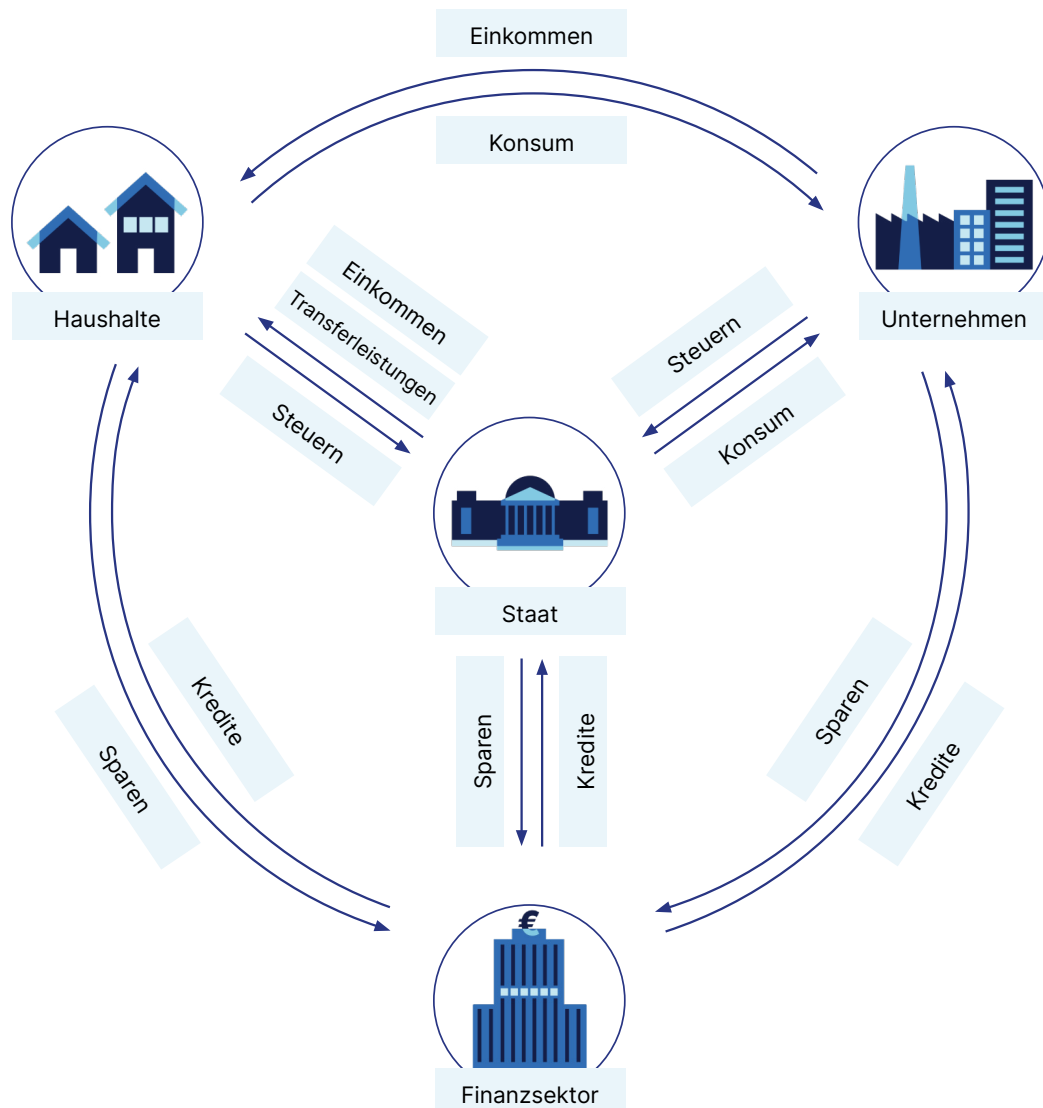 Einkommen
Konsum
Haushalte
Unternehmen
Einkommen
Transferleistungen
Steuern
Steuern
Konsum
Staat
Sparen
Kredite
Sparen
Kredite
Sparen
Kredite
€
Finanzsektor